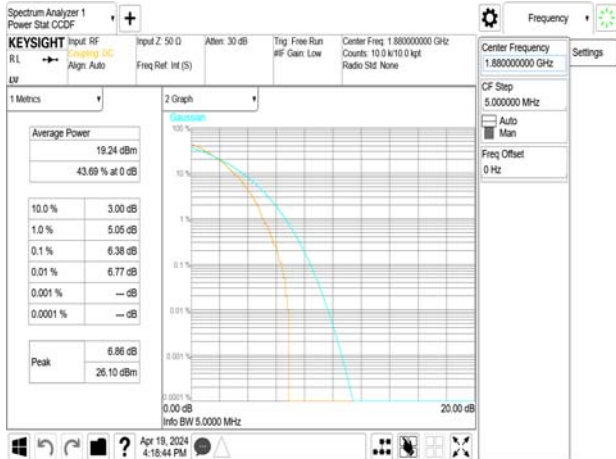 Spectrum Analyzer 1
Power Stat CCDF
Frequency
KEYSIGHT
Input: RF
Coupling: DC
Align: Auto
RL
Input Z: 50 Ω
Freq Ref: Int (S)
Atten: 30 dB
Trig: Free Run
#IF Gain: Low
Center Freq: 1.880000000 GHz
Counts: 10.0 k/10.0 kpt
Radio Std: None
Center Frequency
1.880000000 GHz
Settings
CF Step
5.000000 MHz
Auto
Man
Freq Offset
0 Hz
1 Metrics
2 Graph
Gaussian
Average Power
19.24 dBm
43.69 % at 0 dB
10.0 % 3.00 dB
1.0 % 5.05 dB
0.1 % 6.38 dB
0.01 % 6.77 dB
0.001 % --- dB
0.0001 % --- dB
Peak 6.86 dB
26.10 dBm
100 %
10 %
1 %
0.1 %
0.01 %
0.001 %
0.0001 %
0.00 dB
20.00 dB
Info BW 5.0000 MHz
?
Apr 19, 2024
4:18:44 PM